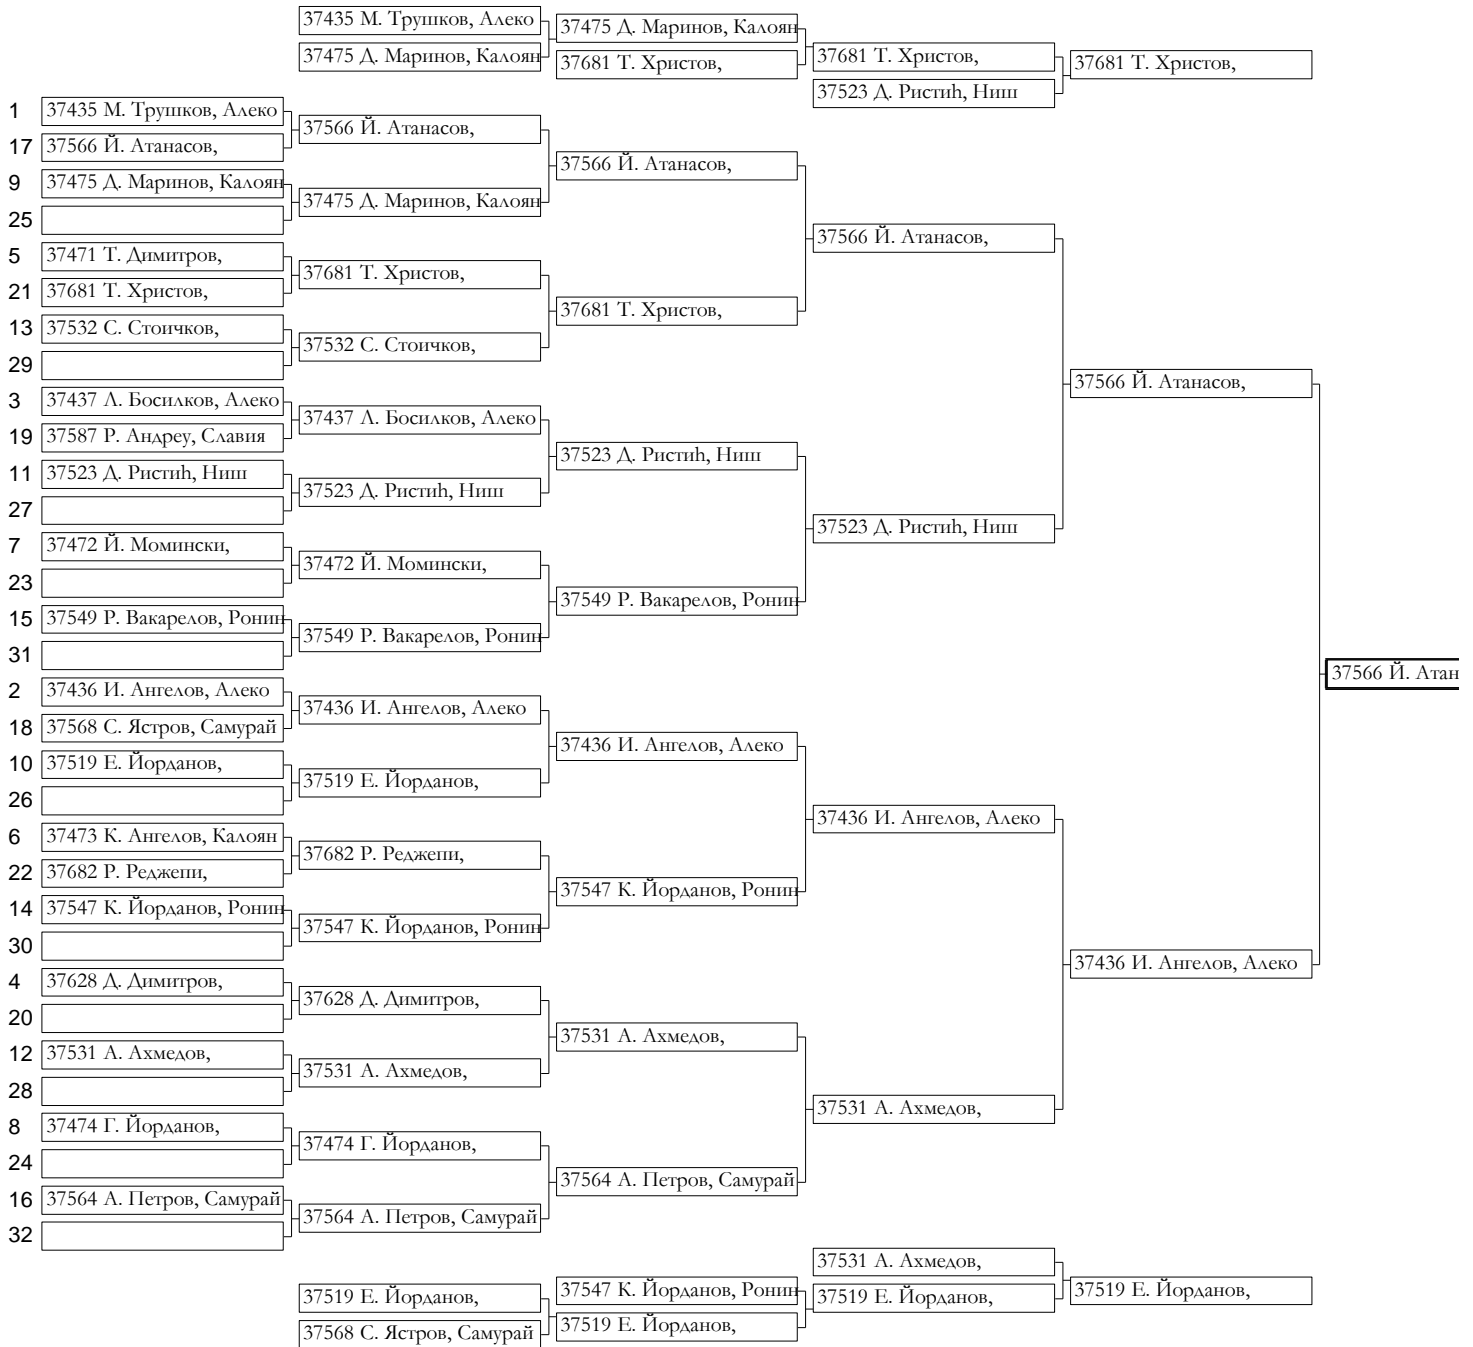 37435 М. Трушков, Алеко
37475 Д. Маринов, Калоян
37475 Д. Маринов, Калоян
37681 Т. Христов,
37681 Т. Христов,
37523 Д. Ристић, Ниш
37681 Т. Христов,
1 37435 М. Трушков, Алеко
17 37566 Й. Атанасов,
9 37475 Д. Маринов, Калоян
25
5 37471 Т. Димитров,
21 37681 Т. Христов,
13 37532 С. Стоичков,
29
3 37437 Л. Босилков, Алеко
19 37587 Р. Андреу, Славия
11 37523 Д. Ристић, Ниш
27
7 37472 Й. Момински,
23
15 37549 Р. Вакарелов, Ронин
31
2 37436 И. Ангелов, Алеко
18 37568 С. Ястров, Самурай
10 37519 Е. Йорданов,
26
6 37473 К. Ангелов, Калоян
22 37682 Р. Реджепи,
14 37547 К. Йорданов, Ронин
30
4 37628 Д. Димитров,
20
12 37531 А. Ахмедов,
28
8 37474 Г. Йорданов,
24
16 37564 А. Петров, Самурай
32
37566 Й. Атанасов,
37475 Д. Маринов, Калоян
37681 Т. Христов,
37532 С. Стоичков,
37437 Л. Босилков, Алеко
37523 Д. Ристић, Ниш
37472 Й. Момински,
37549 Р. Вакарелов, Ронин
37436 И. Ангелов, Алеко
37519 Е. Йорданов,
37682 Р. Реджепи,
37547 К. Йорданов, Ронин
37628 Д. Димитров,
37531 А. Ахмедов,
37474 Г. Йорданов,
37564 А. Петров, Самурай
37566 Й. Атанасов,
37681 Т. Христов,
37523 Д. Ристић, Ниш
37549 Р. Вакарелов, Ронин
37436 И. Ангелов, Алеко
37547 К. Йорданов, Ронин
37531 А. Ахмедов,
37564 А. Петров, Самурай
37566 Й. Атанасов,
37523 Д. Ристић, Ниш
37436 И. Ангелов, Алеко
37531 А. Ахмедов,
37566 Й. Атанасов,
37436 И. Ангелов, Алеко
37566 Й. Атан
37519 Е. Йорданов,
37568 С. Ястров, Самурай
37547 К. Йорданов, Ронин
37519 Е. Йорданов,
37531 А. Ахмедов,
37519 Е. Йорданов,
37519 Е. Йорданов,